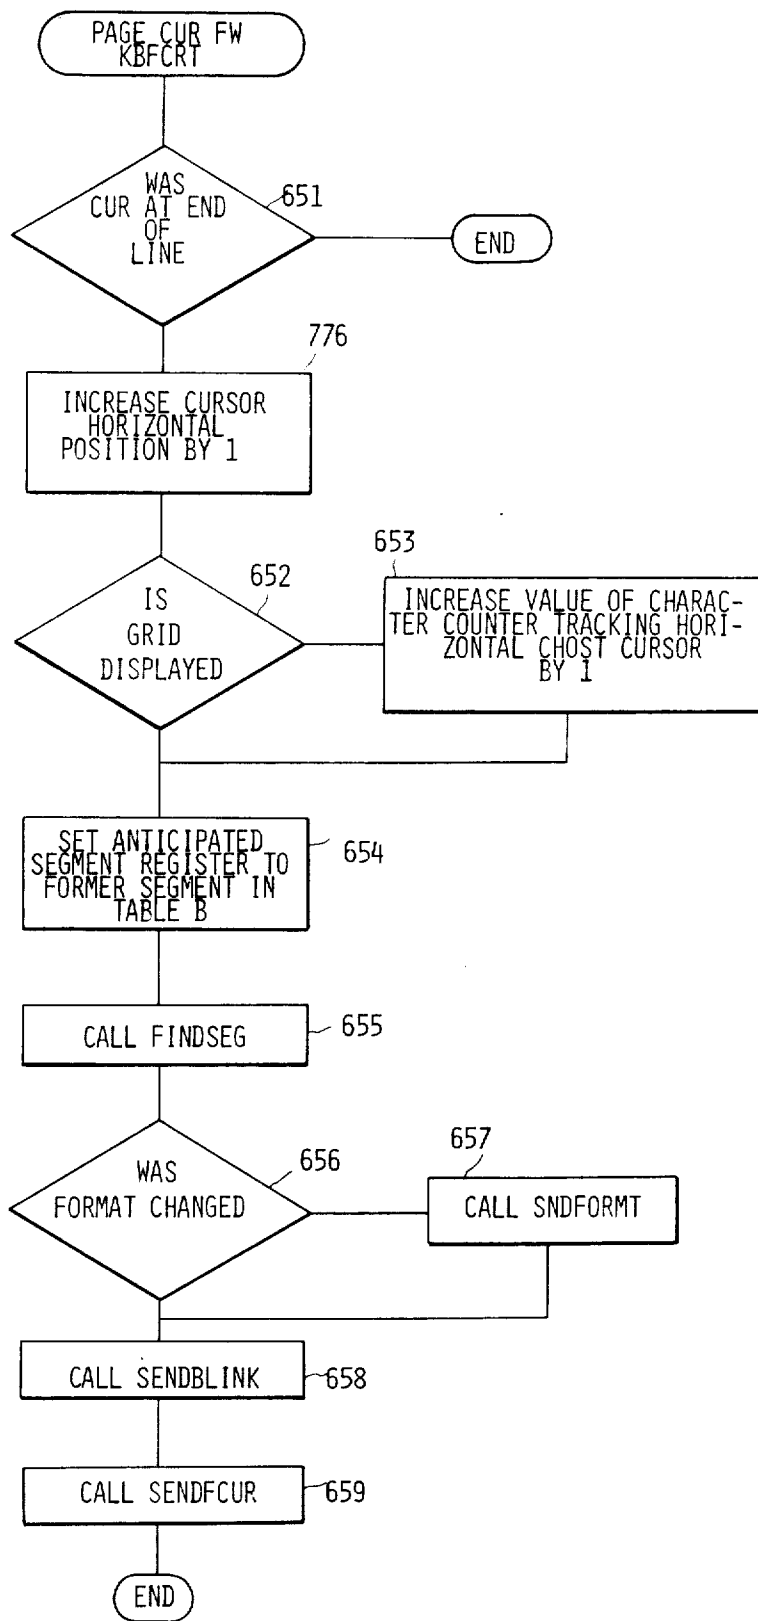 PAGE CUR FW
KBFCRT
WAS
CUR AT END
OF
LINE
651
END
776
INCREASE CURSOR
HORIZONTAL
POSITION BY 1
652
IS
GRID
DISPLAYED
653
INCREASE VALUE OF CHARAC-
TER COUNTER TRACKING HORI-
ZONTAL CHOST CURSOR
BY 1
SET ANTICIPATED
SEGMENT REGISTER TO
FORMER SEGMENT IN
TABLE B
654
CALL FINDSEG
655
WAS
FORMAT CHANGED
656
657
CALL SNDFORMT
CALL SENDBLINK
658
CALL SENDFCUR
659
END